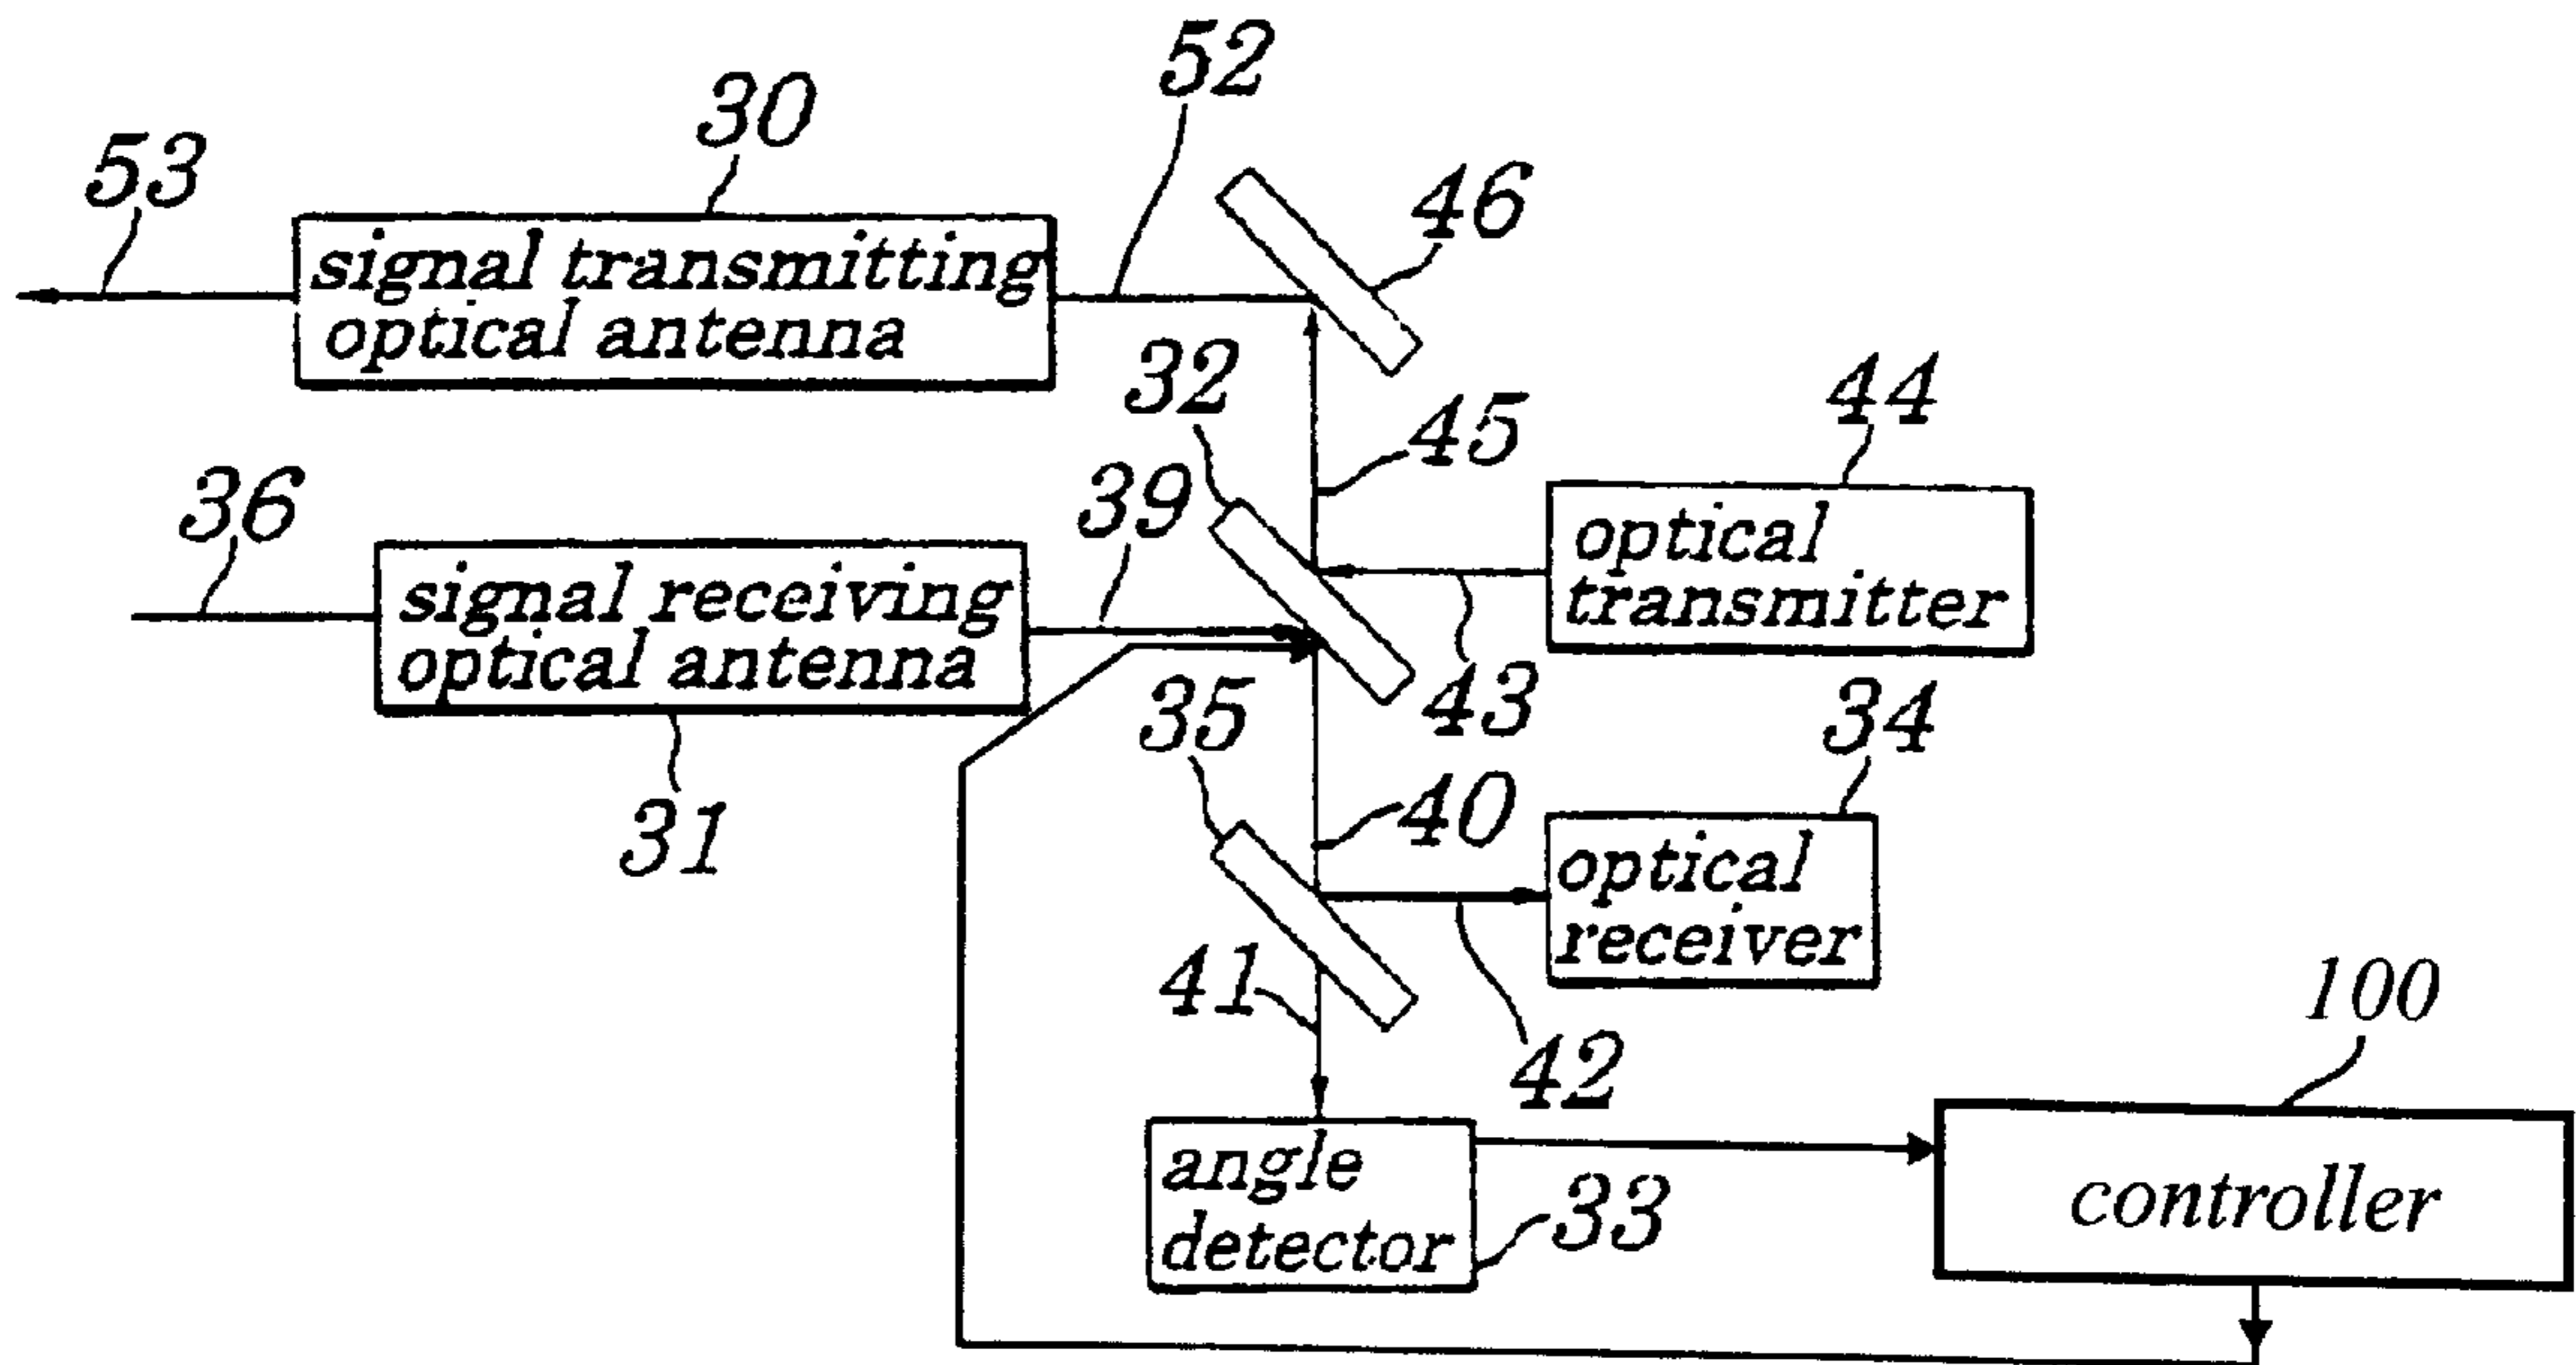 52
30
53
46
signal transmitting
optical antenna
32
44
45
36
39
optical
transmitter
signal receiving
optical antenna
43
35
34
31
40
optical
receiver
41
100
42
angle
detector
33
controller